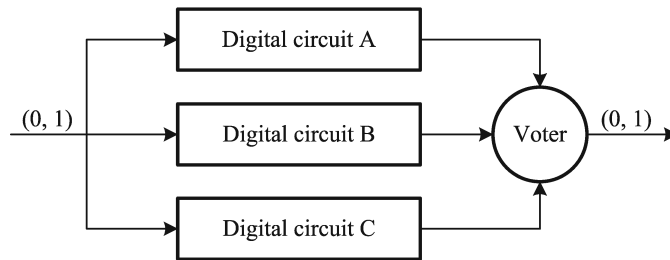 Digital circuit A
(0, 1)
Digital circuit B
Voter
(0, 1)
Digital circuit C